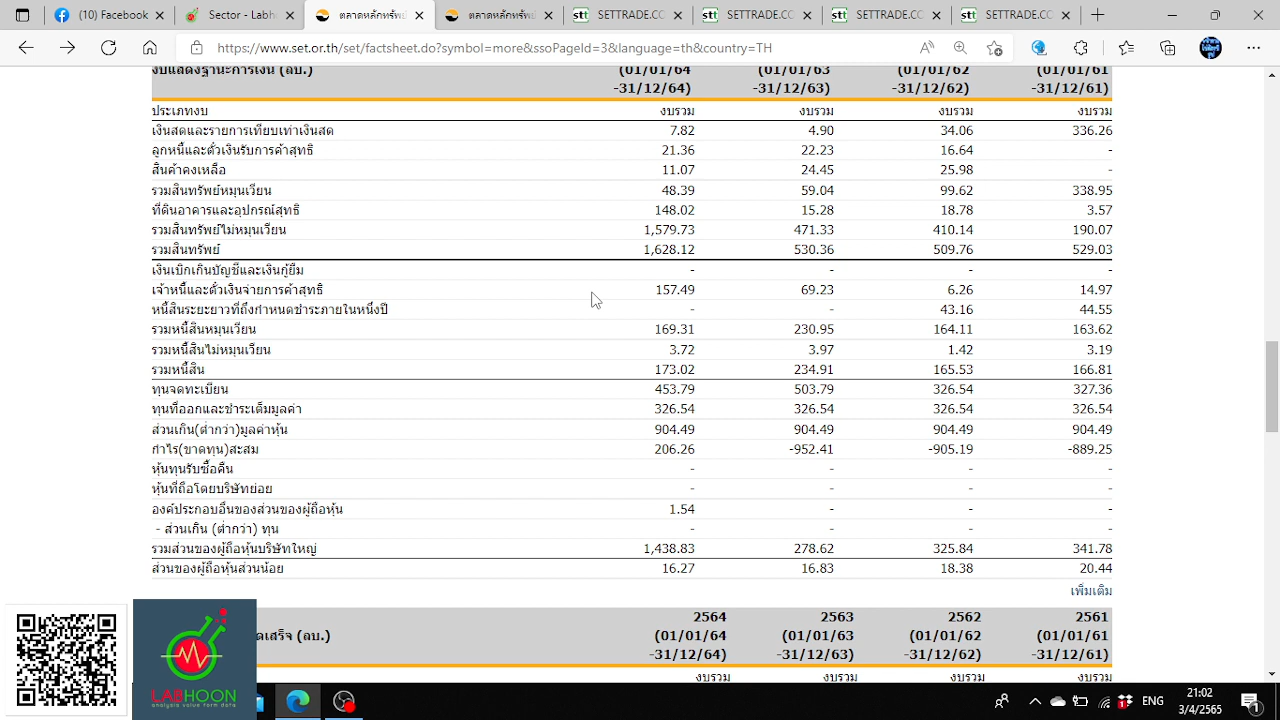 (10) Facebook
Sector - Labh
ตลาดหลักทรัพ
ตลาดหลักทรัพย์
SETTRADE.CO
SETTRADE.CO
SETTRADE.CO
SETTRADE.CO
https://www.set.or.th/set/factsheet.do?symbol=more&ssoPageId=3&language=th&country=TH
งบแสดงฐานะการเงิน (ลบ.) (01/01/64 (01/01/63 (01/01/62 (01/01/61
-31/12/64) -31/12/63) -31/12/62) -31/12/61)
ประเภทงบ งบรวม งบรวม งบรวม งบรวม
เงินสดและรายการเทียบเท่าเงินสด 7.82 4.90 34.06 336.26
ลูกหนี้และตั๋วเงินรับการค้าสุทธิ 21.36 22.23 16.64 -
สินค้าคงเหลือ 11.07 24.45 25.98 -
รวมสินทรัพย์หมุนเวียน 48.39 59.04 99.62 338.95
ที่ดินอาคารและอุปกรณ์สุทธิ 148.02 15.28 18.78 3.57
รวมสินทรัพย์ไม่หมุนเวียน 1,579.73 471.33 410.14 190.07
รวมสินทรัพย์ 1,628.12 530.36 509.76 529.03
เงินเบิกเกินบัญชีและเงินกู้ยืม - - - -
เจ้าหนี้และตั๋วเงินจ่ายการค้าสุทธิ 157.49 69.23 6.26 14.97
หนี้สินระยะยาวที่ถึงกำหนดชำระภายในหนึ่งปี - - 43.16 44.55
รวมหนี้สินหมุนเวียน 169.31 230.95 164.11 163.62
รวมหนี้สินไม่หมุนเวียน 3.72 3.97 1.42 3.19
รวมหนี้สิน 173.02 234.91 165.53 166.81
ทุนจดทะเบียน 453.79 503.79 326.54 327.36
ทุนที่ออกและชำระเต็มมูลค่า 326.54 326.54 326.54 326.54
ส่วนเกิน(ต่ำกว่า)มูลค่าหุ้น 904.49 904.49 904.49 904.49
กำไร(ขาดทุน)สะสม 206.26 -952.41 -905.19 -889.25
หุ้นทุนรับซื้อคืน - - - -
หุ้นที่ถือโดยบริษัทย่อย - - - -
องค์ประกอบอื่นของส่วนของผู้ถือหุ้น 1.54 - - -
- ส่วนเกิน (ต่ำกว่า) ทุน - - - -
รวมส่วนของผู้ถือหุ้นบริษัทใหญ่ 1,438.83 278.62 325.84 341.78
ส่วนของผู้ถือหุ้นส่วนน้อย 16.27 16.83 18.38 20.44
เพิ่มเติม
2564 2563 2562 2561
ดเสร็จ (ลบ.) (01/01/64 (01/01/63 (01/01/62 (01/01/61
-31/12/64) -31/12/63) -31/12/62) -31/12/61)
งบรวม งบรวม งบรวม งบรวม
LABHOON
analysis value form data
ENG
21:02
3/4/2565
1
1